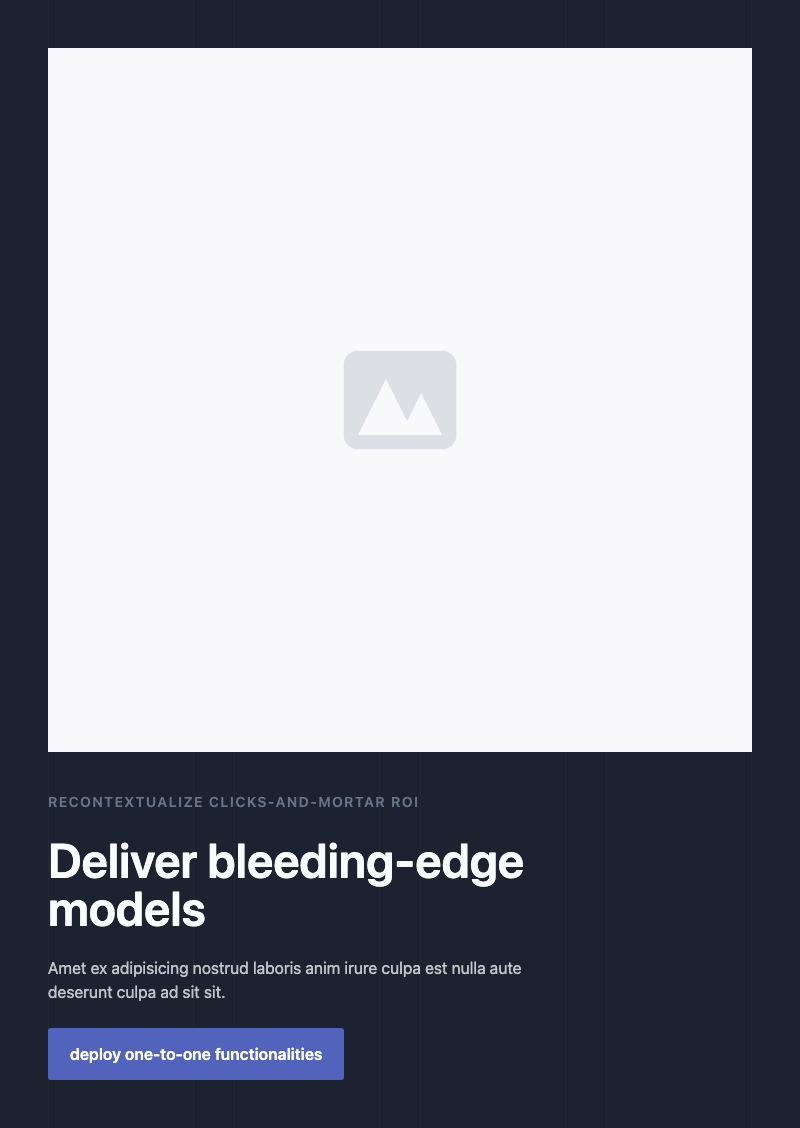 RECONTEXTUALIZE CLICKS-AND-MORTAR ROI
Deliver bleeding-edge
models
Amet ex adipisicing nostrud laboris anim irure culpa est nulla aute
deserunt culpa ad sit sit.
deploy one-to-one functionalities